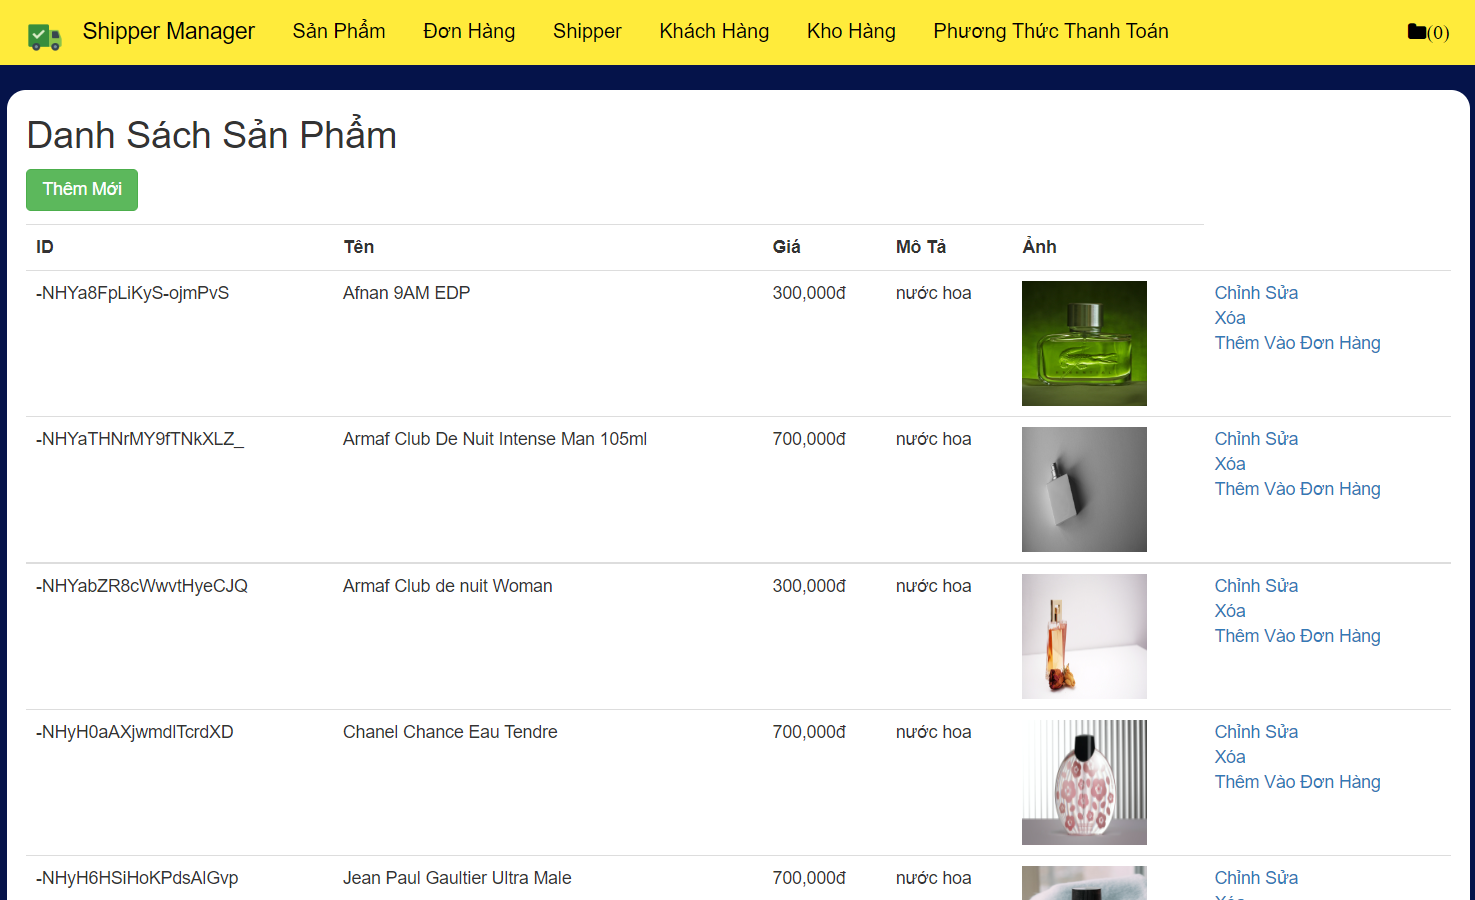 Shipper Manager Sản Phẩm Đơn Hàng Shipper Khách Hàng Kho Hàng Phương Thức Thanh Toán (0)
Danh Sách Sản Phẩm
Thêm Mới
ID Tên Giá Mô Tả Ảnh
-NHYa8FpLiKyS-ojmPvS Afnan 9AM EDP 300,000đ nước hoa Chỉnh Sửa
Xóa
Thêm Vào Đơn Hàng
-NHYaTHNrMY9fTNkXLZ_ Armaf Club De Nuit Intense Man 105ml 700,000đ nước hoa Chỉnh Sửa
Xóa
Thêm Vào Đơn Hàng
-NHYabZR8cWwvtHyeCJQ Armaf Club de nuit Woman 300,000đ nước hoa Chỉnh Sửa
Xóa
Thêm Vào Đơn Hàng
-NHyH0aAXjwmdlTcrdXD Chanel Chance Eau Tendre 700,000đ nước hoa Chỉnh Sửa
Xóa
Thêm Vào Đơn Hàng
-NHyH6HSiHoKPdsAlGvp Jean Paul Gaultier Ultra Male 700,000đ nước hoa Chỉnh Sửa